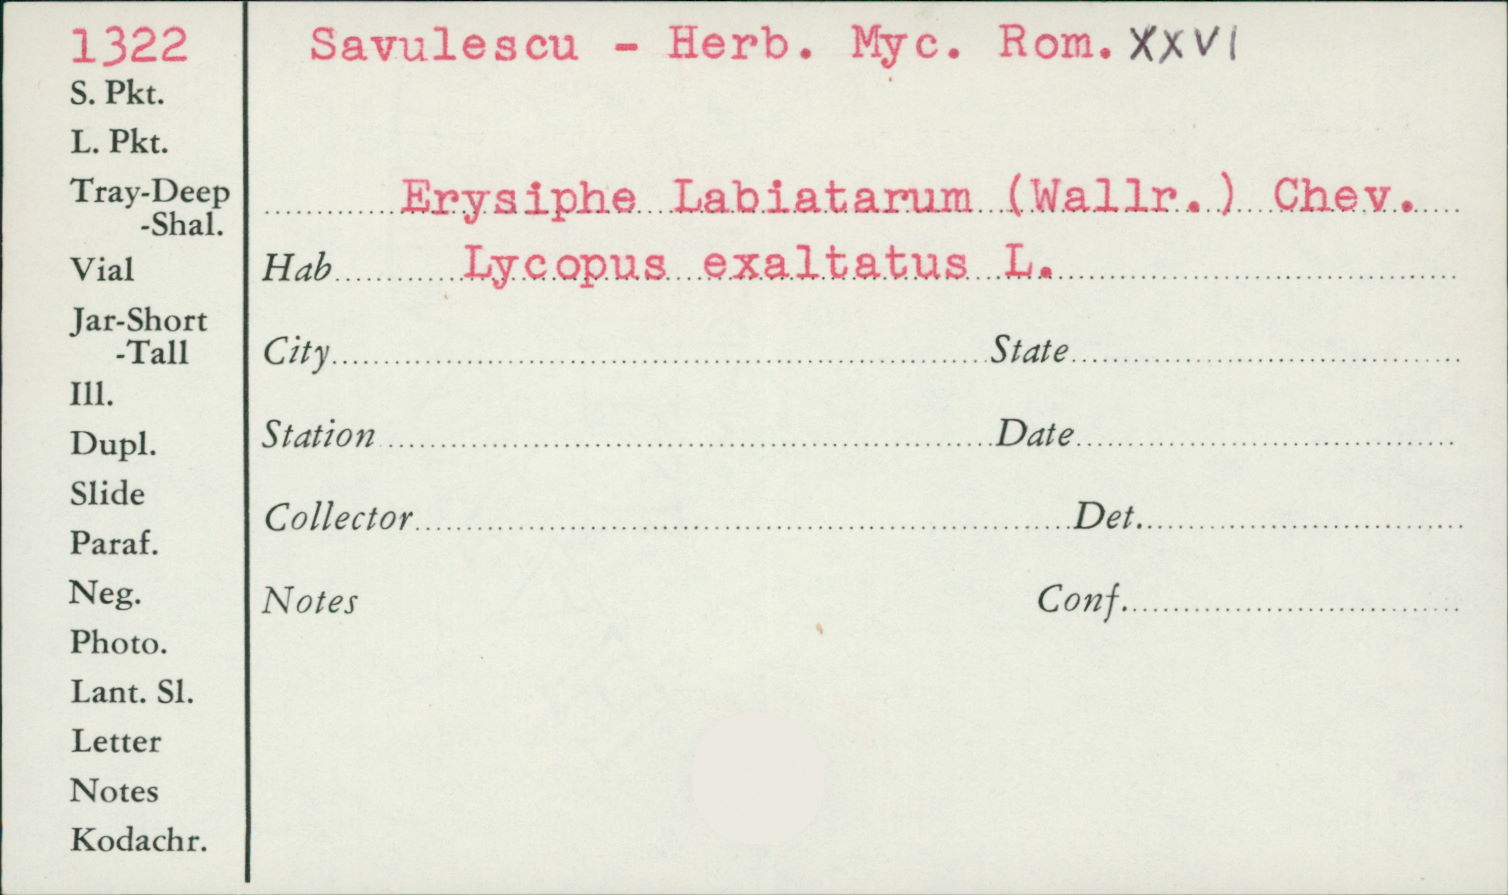 1322
S. Pkt.
L. Pkt.
Tray-Deep
-Shal.
Vial
Jar-Short
-Tall
Ill.
Dupl.
Slide
Paraf.
Neg.
Photo.
Lant. Sl.
Letter
Notes
Kodachr.
Savulescu - Herb. Myc. Rom. XXVI
Erysiphe Labiatarum (Wallr.) Chev.
Hab Lycopus exaltatus L.
City State
Station Date
Collector Det.
Notes Conf.